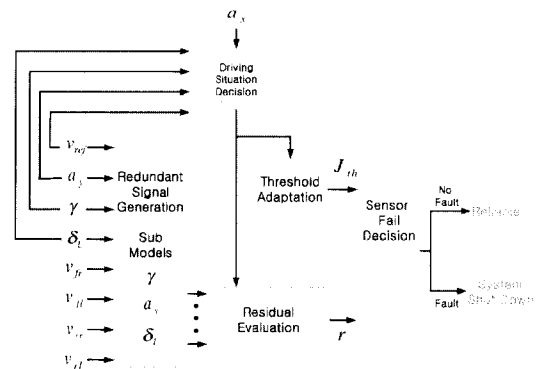 a_x
Driving
Situation
Decision
v_ref
a_y
γ
δ_t
v_fr
v_fl
v_rr
v_rl
Redundant
Signal
Generation
Sub
Models
γ
a_y
δ_t
Threshold
Adaptation
J_th
Residual
Evaluation
r
Sensor
Fail
Decision
No
Fault
Fault
System
Shut Down